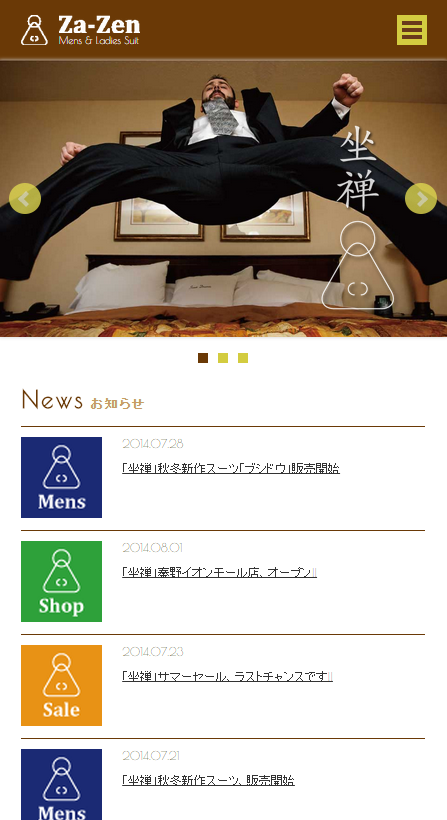 Za-Zen
Mens & Ladies Suit
坐禅
News お知らせ
Mens
2014.07.28
「坐禅」秋冬新作スーツ「ブシドウ」販売開始
Shop
2014.08.01
「坐禅」秦野イオンモール店、オープン!!
Sale
2014.07.23
「坐禅」サマーセール、ラストチャンスです!!
Mens
2014.07.21
「坐禅」秋冬新作スーツ、販売開始